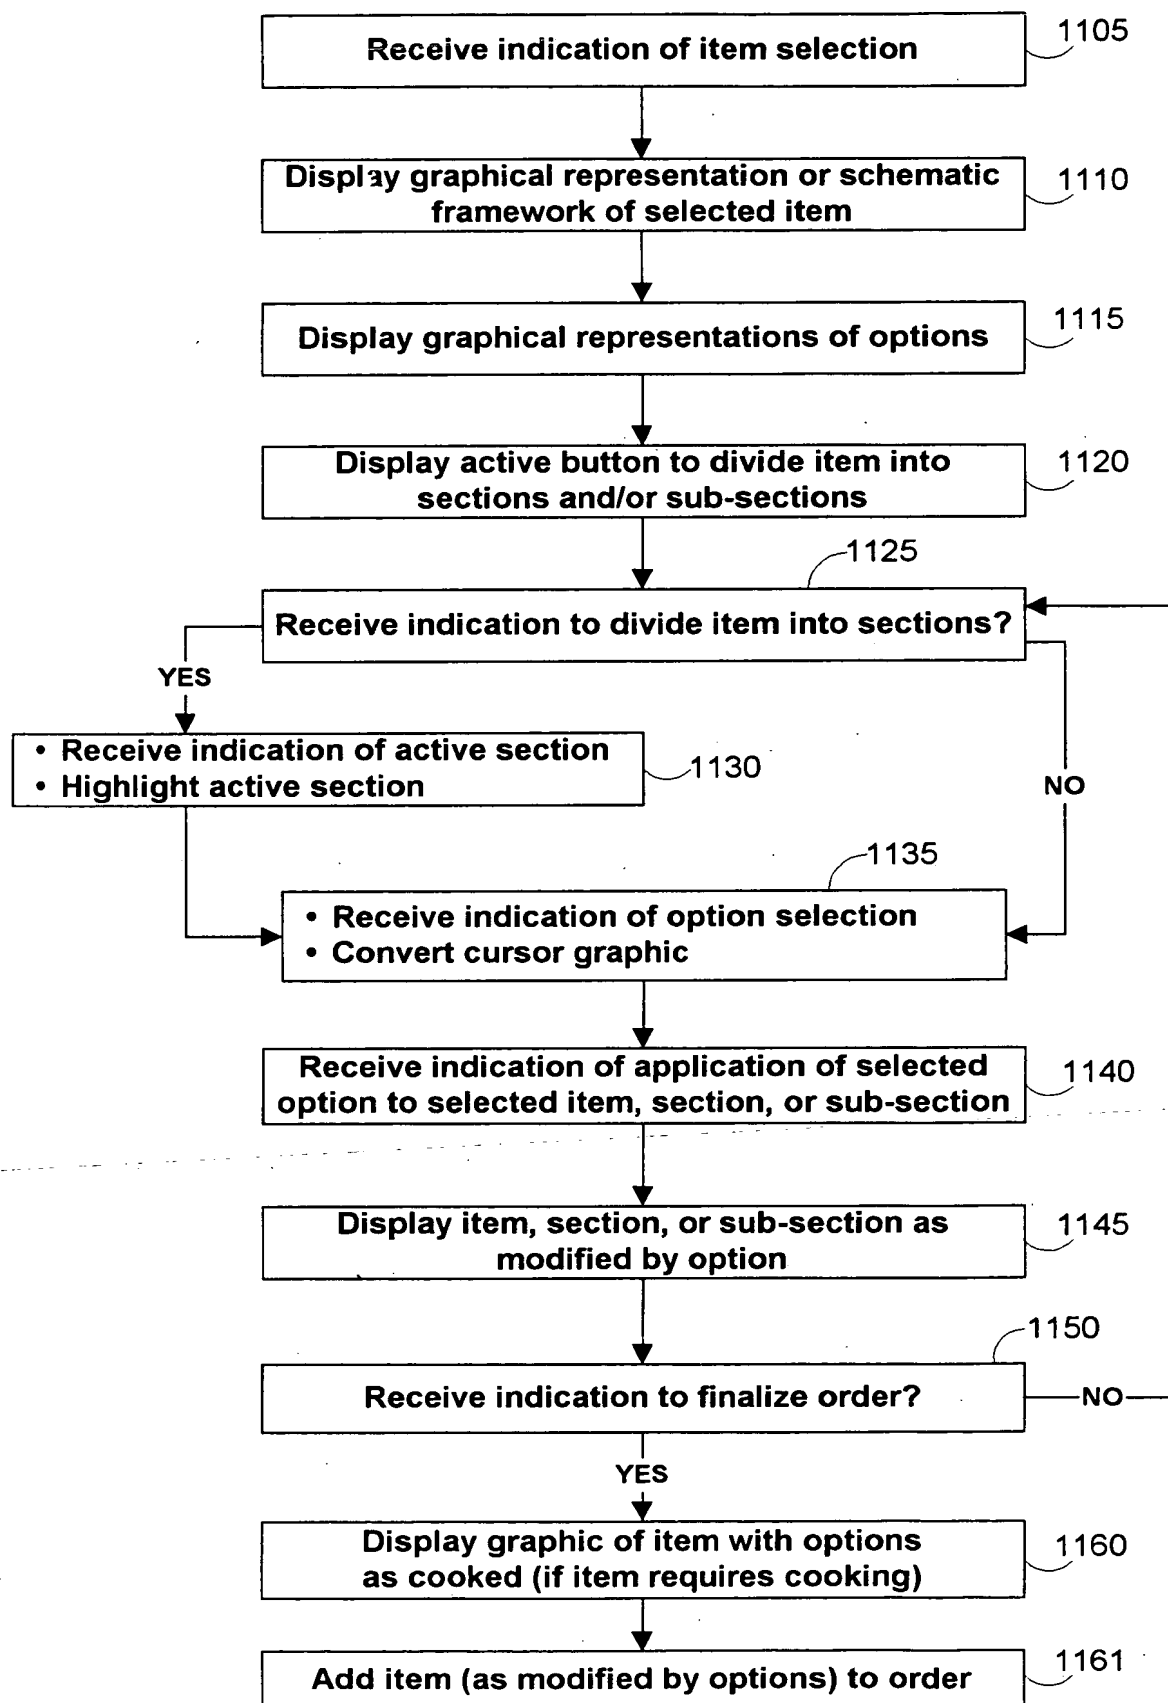 Receive indication of item selection
1105
Display graphical representation or schematic
framework of selected item
1110
Display graphical representations of options
1115
Display active button to divide item into
sections and/or sub-sections
1120
1125
Receive indication to divide item into sections?
YES
NO
• Receive indication of active section
• Highlight active section
1130
1135
• Receive indication of option selection
• Convert cursor graphic
Receive indication of application of selected
option to selected item, section, or sub-section
1140
Display item, section, or sub-section as
modified by option
1145
1150
Receive indication to finalize order?
NO
YES
Display graphic of item with options
as cooked (if item requires cooking)
1160
Add item (as modified by options) to order
1161